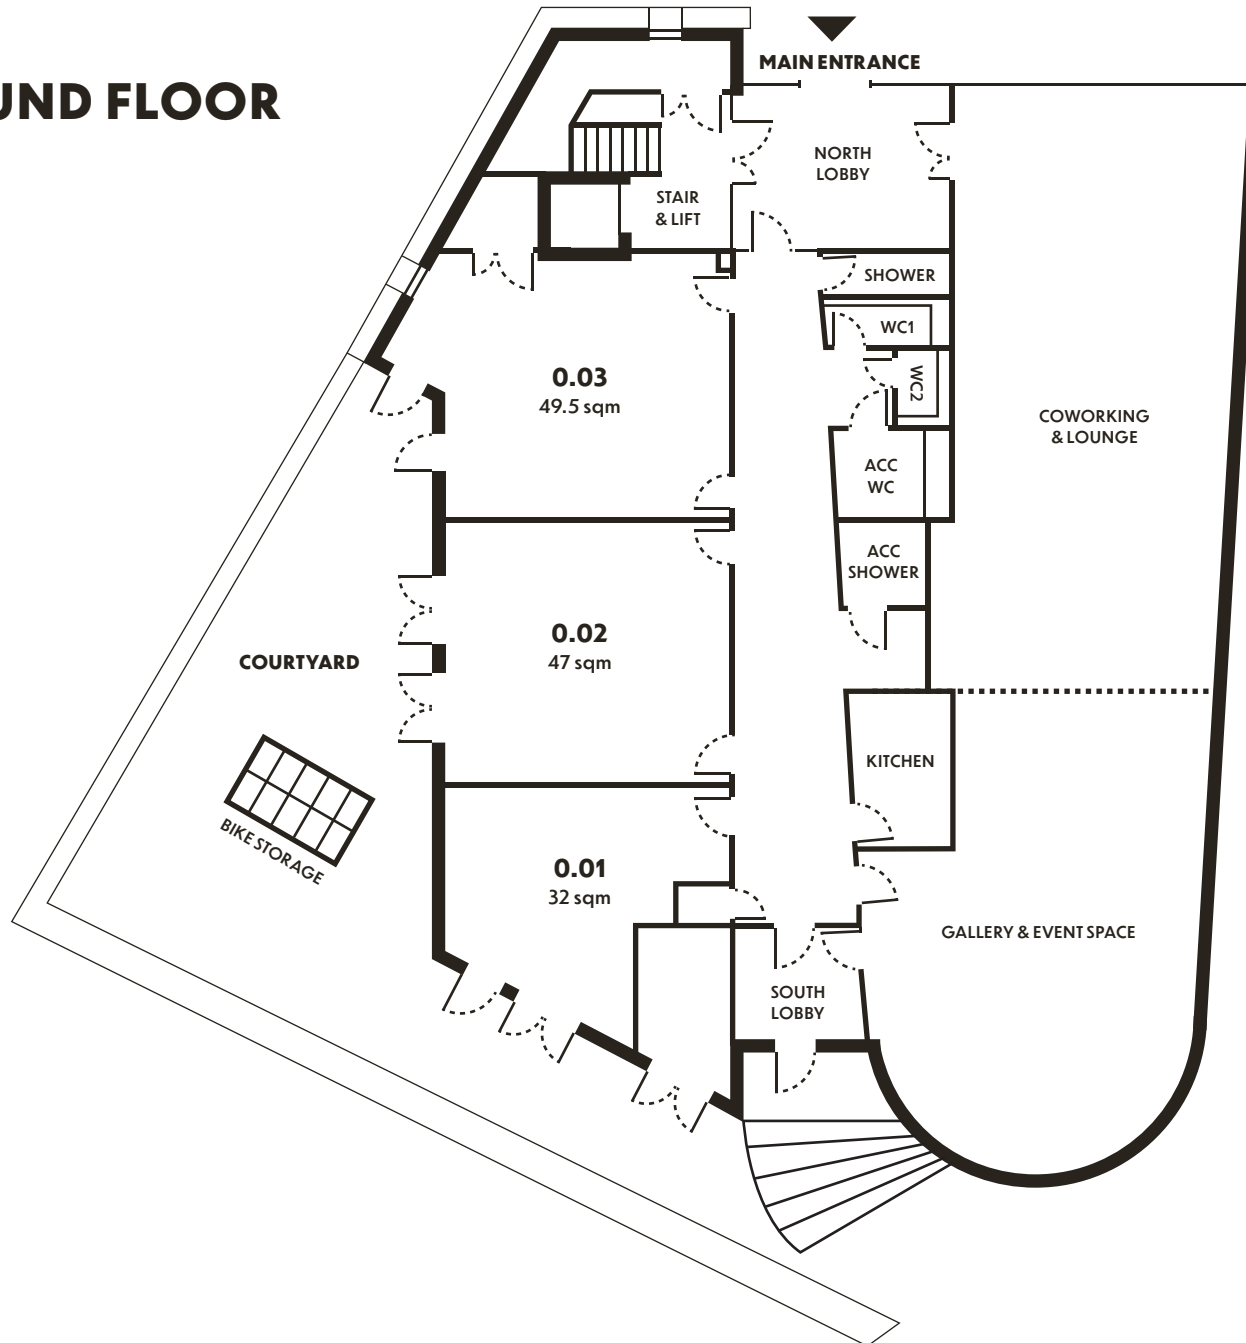 UND FLOOR
MAIN ENTRANCE
NORTH
LOBBY
STAIR
& LIFT
SHOWER
WC1
WC2
0.03
49.5 sqm
COWORKING
& LOUNGE
ACC
WC
ACC
SHOWER
0.02
47 sqm
COURTYARD
KITCHEN
BIKE STORAGE
0.01
32 sqm
GALLERY & EVENT SPACE
SOUTH
LOBBY